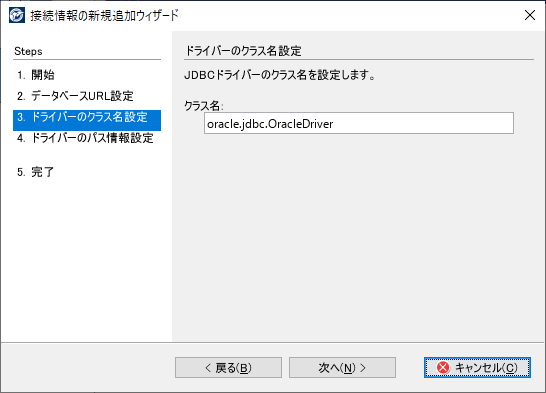 接続情報の新規追加ウィザード
Steps
1. 開始
2. データベースURL設定
3. ドライバーのクラス名設定
4. ドライバーのパス情報設定
5. 完了
ドライバーのクラス名設定
JDBCドライバーのクラス名を設定します。
クラス名:
oracle.jdbc.OracleDriver
< 戻る(B)
次へ(N) >
キャンセル(C)